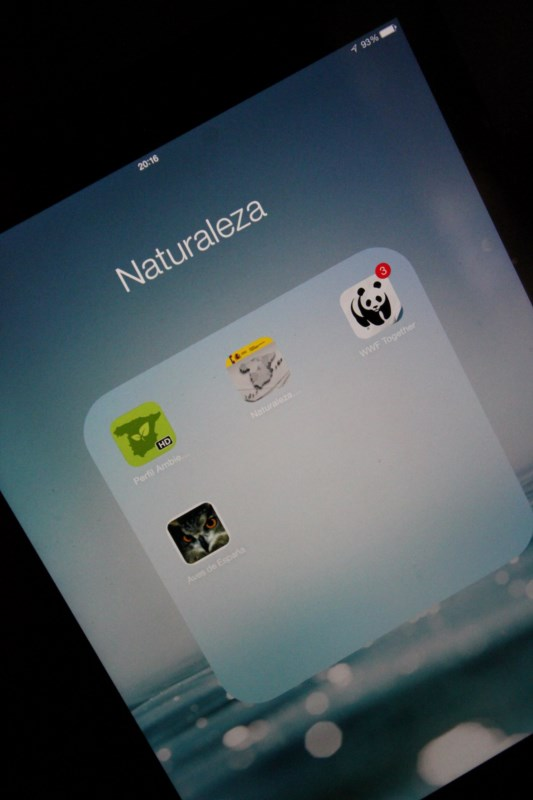 93%
20:16
Naturaleza
3
WWF Together
Naturaleza...
HD
Perfil Ambie...
Aves de España